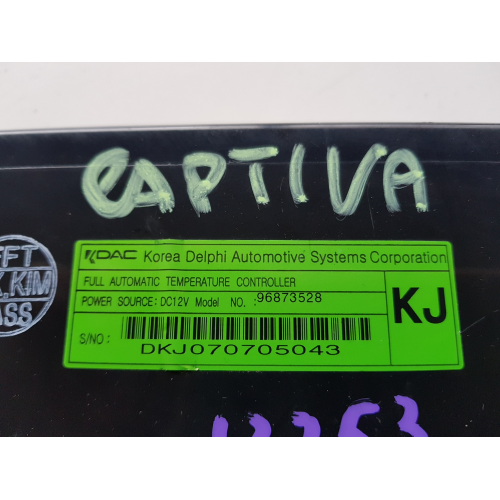 CAPTIVA
KDAC Korea Delphi Automotive Systems Corporation
FULL AUTOMATIC TEMPERATURE CONTROLLER
POWER SOURCE: DC12V Model NO. :96873528
KJ
S/NO :
DKJ070705043
KIM